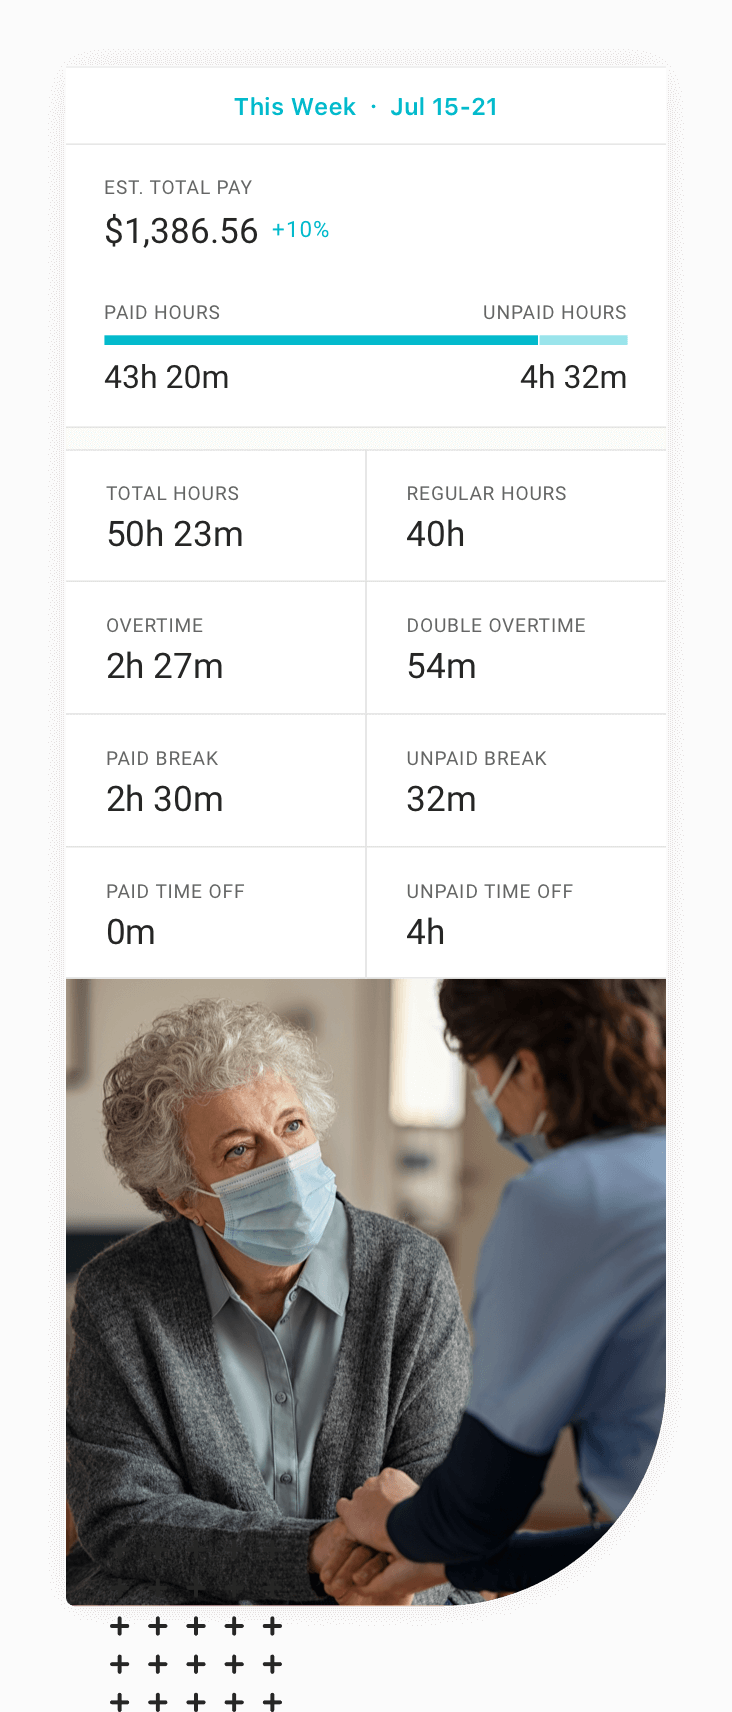 This Week · Jul 15-21
EST. TOTAL PAY
$1,386.56 +10%
PAID HOURS UNPAID HOURS
43h 20m 4h 32m
TOTAL HOURS REGULAR HOURS
50h 23m 40h
OVERTIME DOUBLE OVERTIME
2h 27m 54m
PAID BREAK UNPAID BREAK
2h 30m 32m
PAID TIME OFF UNPAID TIME OFF
0m 4h